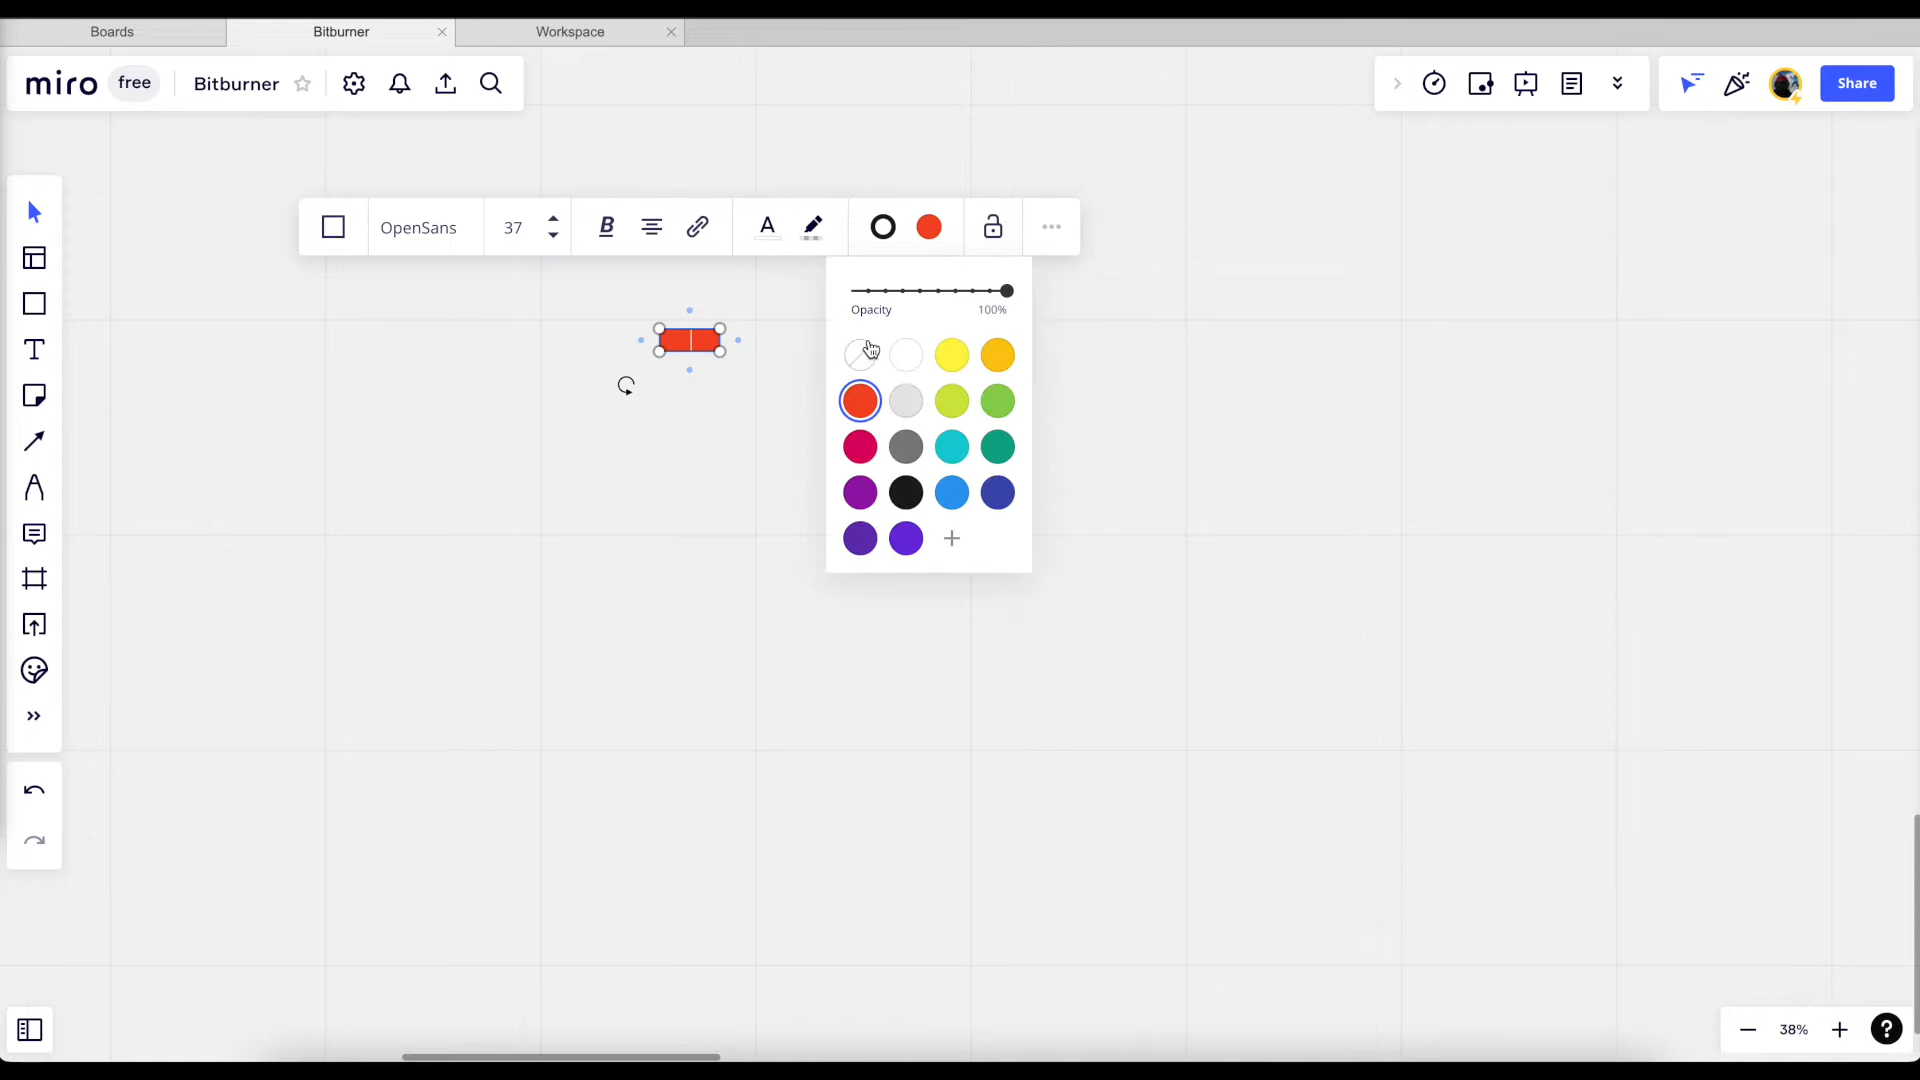 Boards
Bitburner
Workspace
miro
free
Bitburner
Share
OpenSans
37
B
A
Opacity
100%
38%